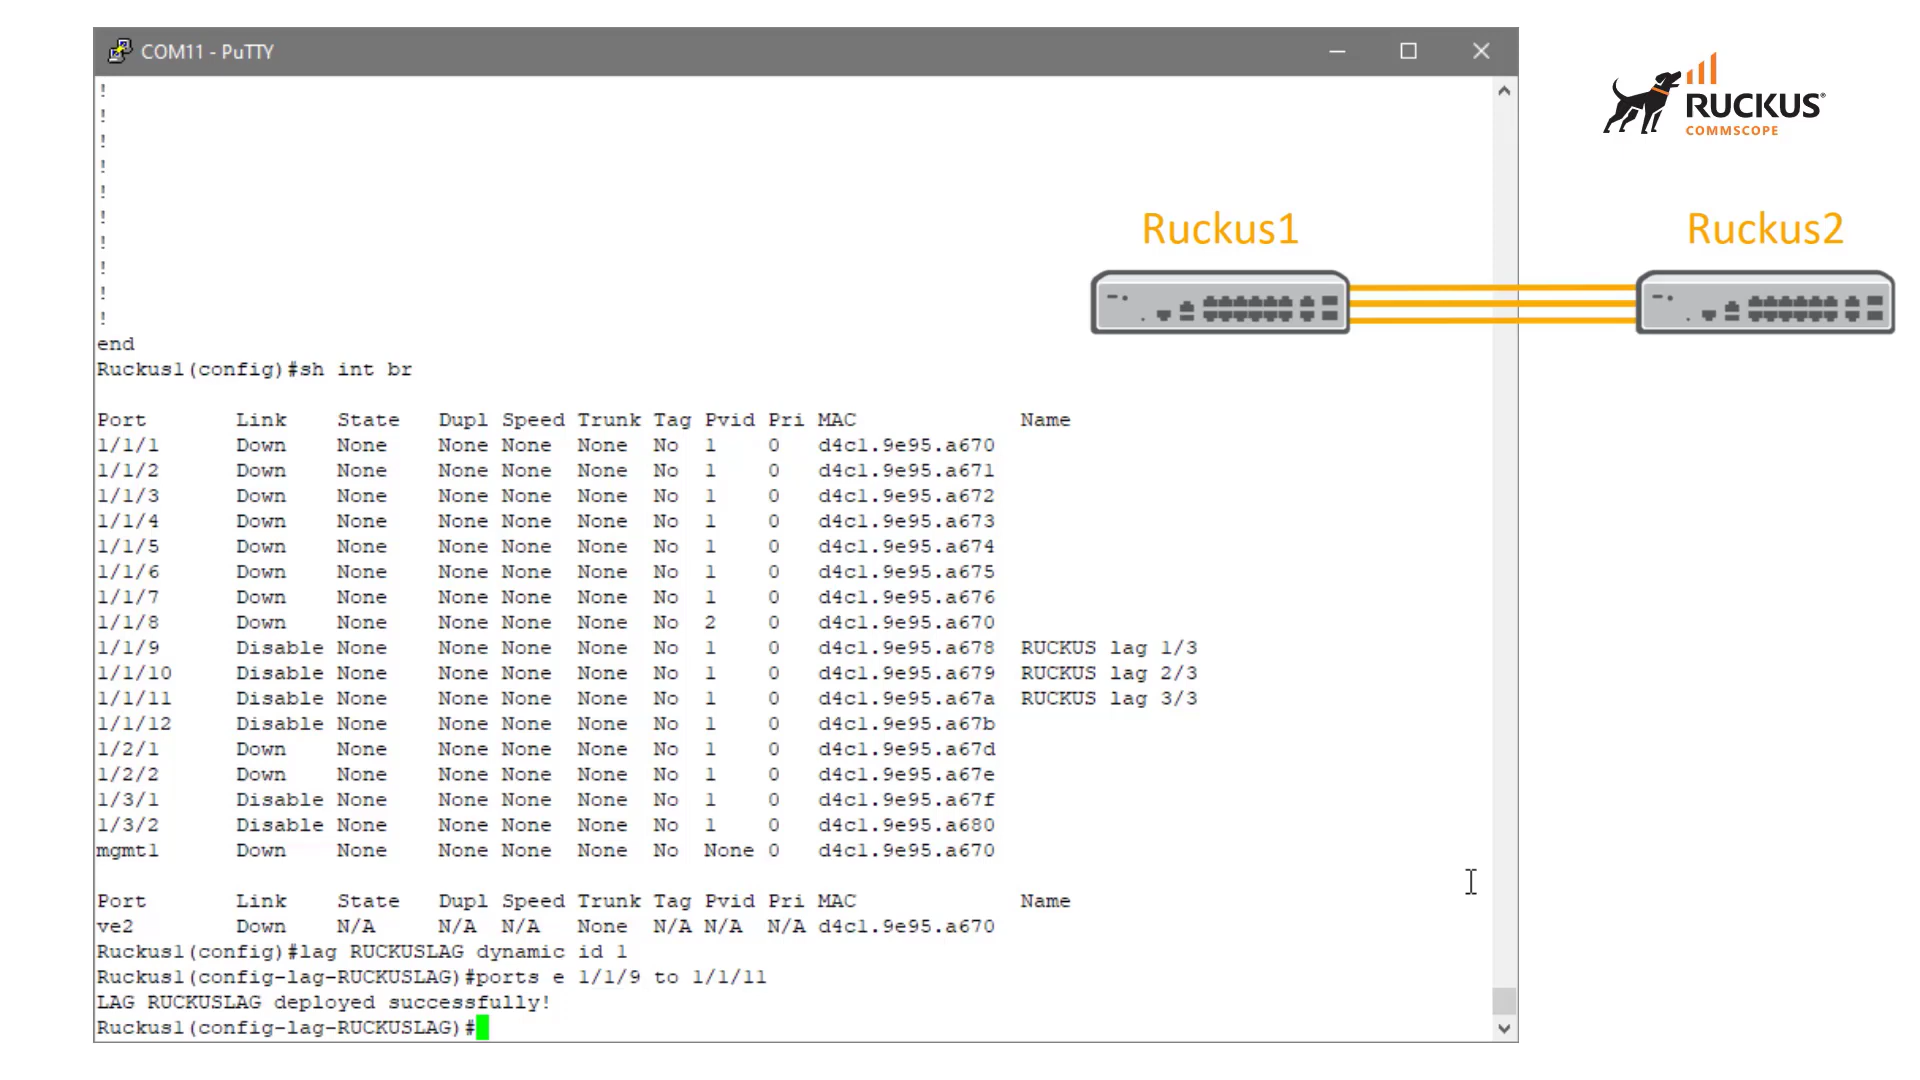 COM11 - PuTTY
!
!
!
!
!
!
!
!
!
!
end
Ruckus1(config)#sh int br
Port Link State Dupl Speed Trunk Tag Pvid Pri MAC Name
1/1/1 Down None None None None No 1 0 d4c1.9e95.a670
1/1/2 Down None None None None No 1 0 d4c1.9e95.a671
1/1/3 Down None None None None No 1 0 d4c1.9e95.a672
1/1/4 Down None None None None No 1 0 d4c1.9e95.a673
1/1/5 Down None None None None No 1 0 d4c1.9e95.a674
1/1/6 Down None None None None No 1 0 d4c1.9e95.a675
1/1/7 Down None None None None No 1 0 d4c1.9e95.a676
1/1/8 Down None None None None No 2 0 d4c1.9e95.a670
1/1/9 Disable None None None None No 1 0 d4c1.9e95.a678 RUCKUS lag 1/3
1/1/10 Disable None None None None No 1 0 d4c1.9e95.a679 RUCKUS lag 2/3
1/1/11 Disable None None None None No 1 0 d4c1.9e95.a67a RUCKUS lag 3/3
1/1/12 Disable None None None None No 1 0 d4c1.9e95.a67b
1/2/1 Down None None None None No 1 0 d4c1.9e95.a67d
1/2/2 Down None None None None No 1 0 d4c1.9e95.a67e
1/3/1 Disable None None None None No 1 0 d4c1.9e95.a67f
1/3/2 Disable None None None None No 1 0 d4c1.9e95.a680
mgmt1 Down None None None None No None 0 d4c1.9e95.a670
Port Link State Dupl Speed Trunk Tag Pvid Pri MAC Name
ve2 Down N/A N/A N/A None N/A N/A N/A d4c1.9e95.a670
Ruckus1(config)#lag RUCKUSLAG dynamic id 1
Ruckus1(config-lag-RUCKUSLAG)#ports e 1/1/9 to 1/1/11
LAG RUCKUSLAG deployed successfully!
Ruckus1(config-lag-RUCKUSLAG)#
RUCKUS®
COMMSCOPE
Ruckus1
Ruckus2